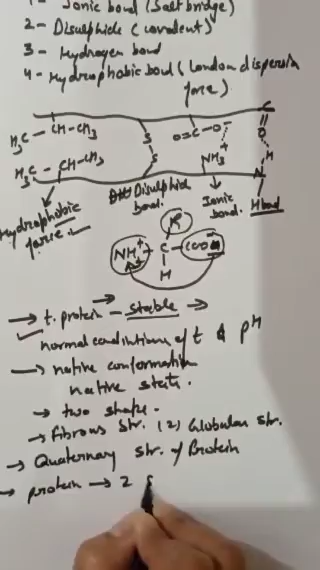 1- Ionic bond (Salt bridge)
2- Disulphide (covalent)
3- Hydrogen bond
4- Hydrophobic bond (London dispersion
force)
H3C - CH-CH3
S
S
O=C-O-
C
O
H3C - CH-CH3
NH3+
N
H
Hydrophobic
force
Disulphide
bond.
Ionic
bond.
H bond
R
NH3+ C COO
H
→ t. protein → stable →
normal conditions of t & pH
→ native conformation
native state.
→ two shape.
→ Fibrous str. (2) Globular str.
→ Quaternary str. of Protein
→ protein → 2